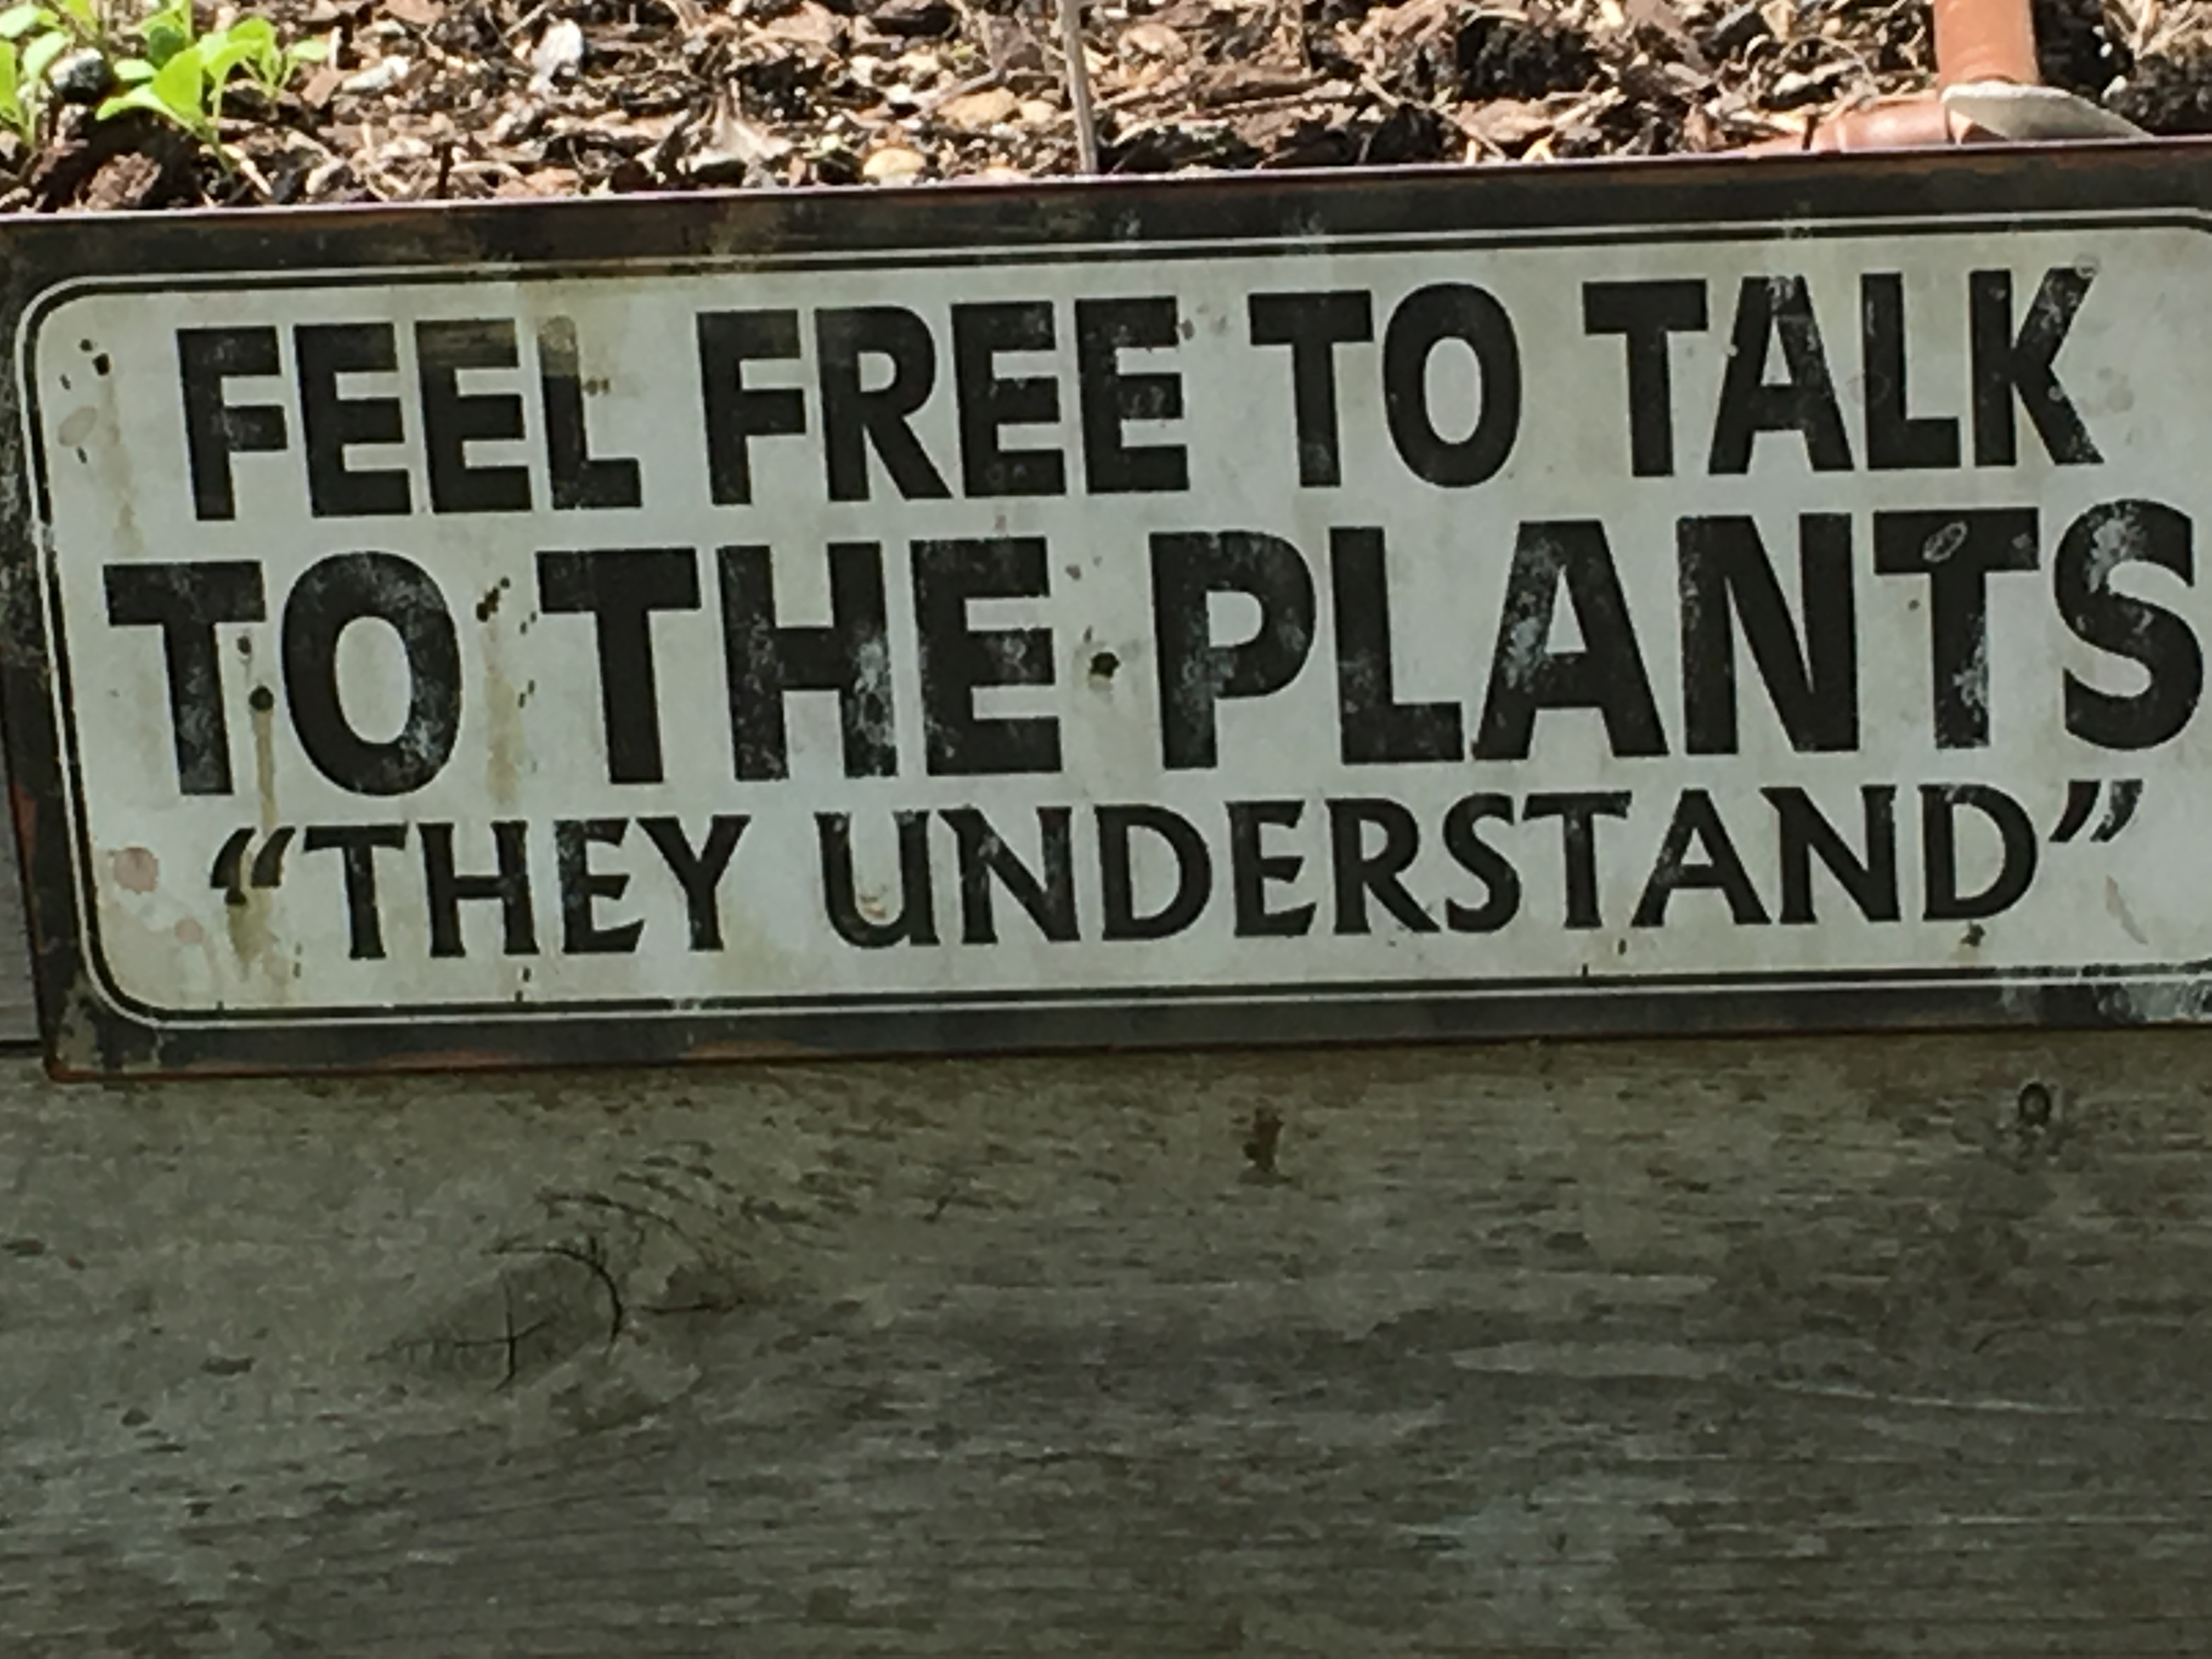 FEEL FREE TO TALK
TO THE PLANTS
“THEY UNDERSTAND”